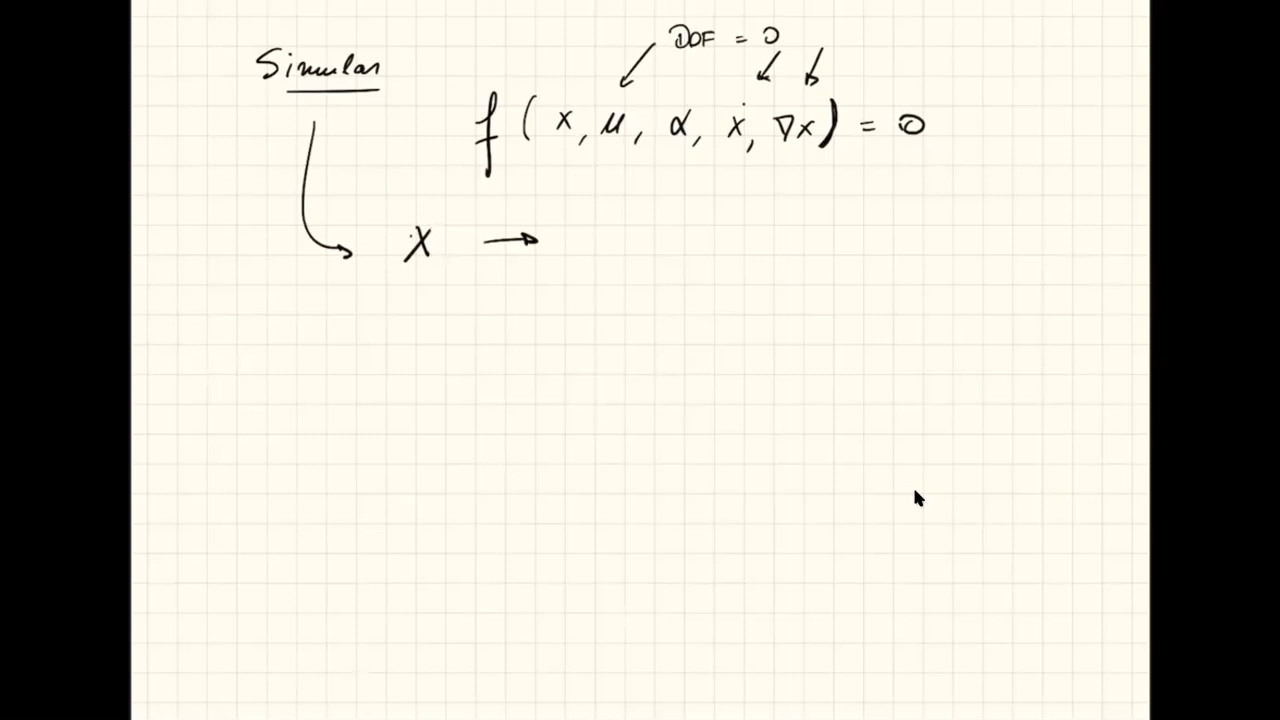 DOF = 0
Simular
f ( x, u, α, ẋ, ∇x ) = 0
X →